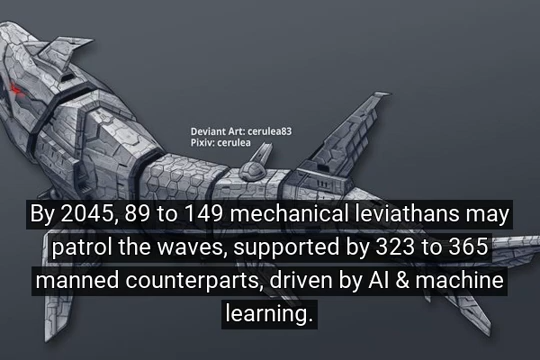 Deviant Art: cerulea83
Pixiv: cerulea
By 2045, 89 to 149 mechanical leviathans may
patrol the waves, supported by 323 to 365
manned counterparts, driven by AI & machine
learning.